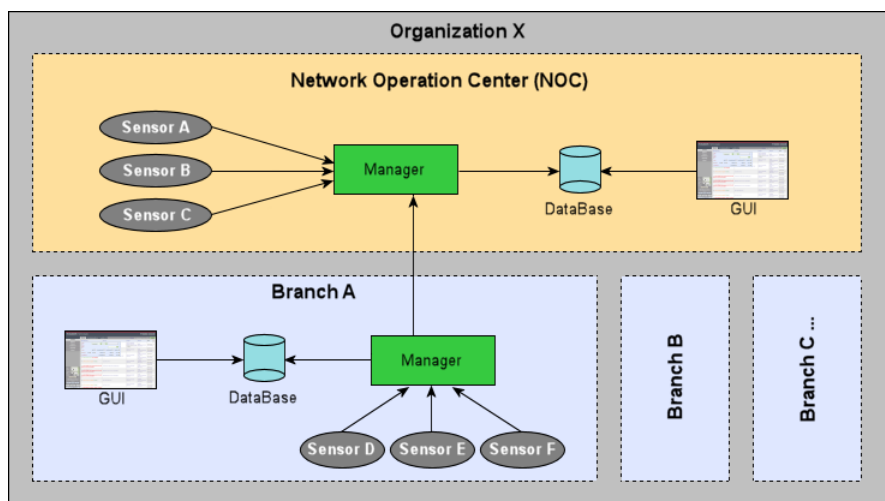 Organization X
Network Operation Center (NOC)
Sensor A
Sensor B
Sensor C
Manager
DataBase
GUI
Branch A
GUI
DataBase
Manager
Sensor D
Sensor E
Sensor F
Branch B
Branch C ...